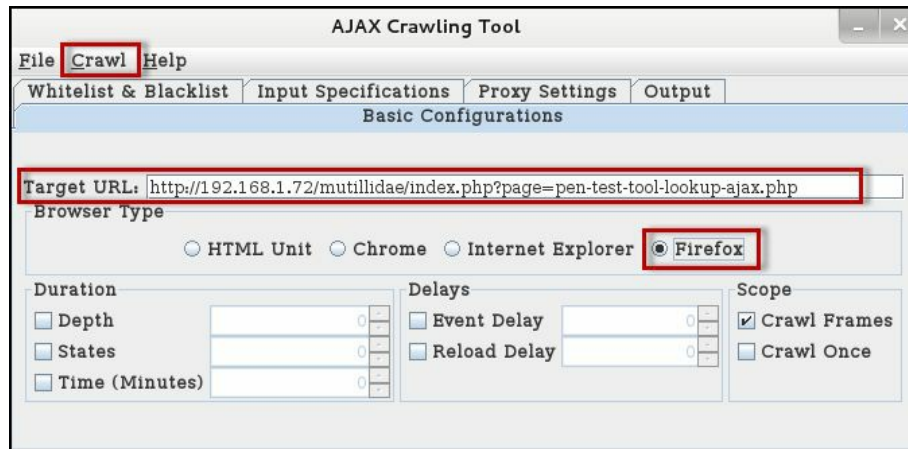 AJAX Crawling Tool
File Crawl Help
Whitelist & Blacklist Input Specifications Proxy Settings Output
Basic Configurations
Target URL: http://192.168.1.72/mutillidae/index.php?page=pen-test-tool-lookup-ajax.php
Browser Type
HTML Unit Chrome Internet Explorer Firefox
Duration Delays Scope
Depth 0 Event Delay 0 Crawl Frames
States 0 Reload Delay 0 Crawl Once
Time (Minutes) 0